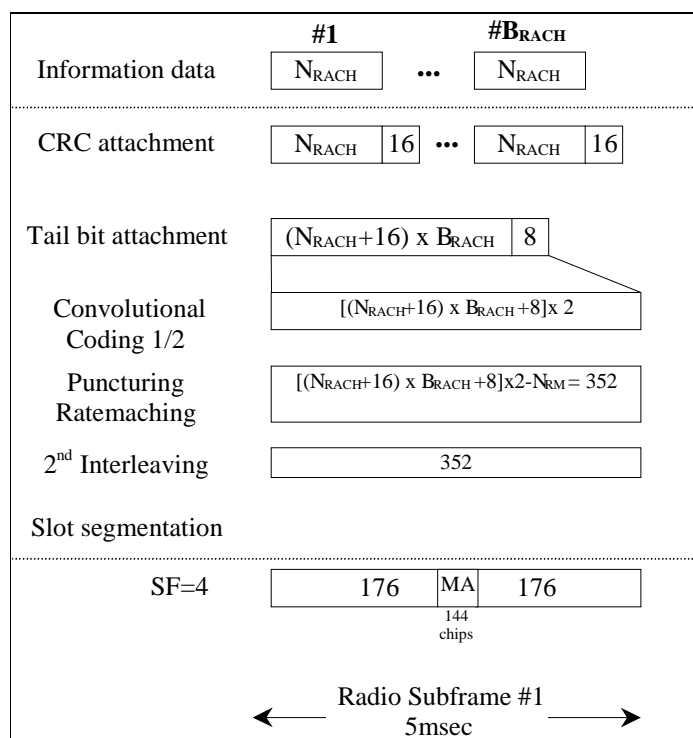 #1 #B_RACH
Information data N_RACH ••• N_RACH
CRC attachment N_RACH 16 ••• N_RACH 16
Tail bit attachment (N_RACH+16) x B_RACH 8
Convolutional
Coding 1/2
[(N_RACH+16) x B_RACH+8]x 2
Puncturing
Ratemaching
[(N_RACH+16) x B_RACH+8]x2-N_RM = 352
2nd Interleaving 352
Slot segmentation
SF=4 176 MA 176
144
chips
Radio Subframe #1
5msec